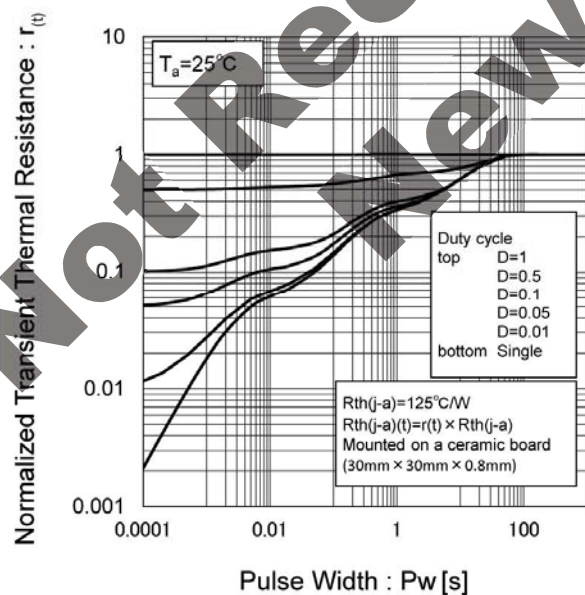 Not Rec
New
Normalized Transient Thermal Resistance : r(t)
10
1
0.1
0.01
0.001
Ta=25°C
Duty cycle
top D=1
D=0.5
D=0.1
D=0.05
D=0.01
bottom Single
Rth(j-a)=125°C/W
Rth(j-a)(t)=r(t) × Rth(j-a)
Mounted on a ceramic board
(30mm × 30mm × 0.8mm)
0.0001
0.01
1
100
Pulse Width : Pw [s]